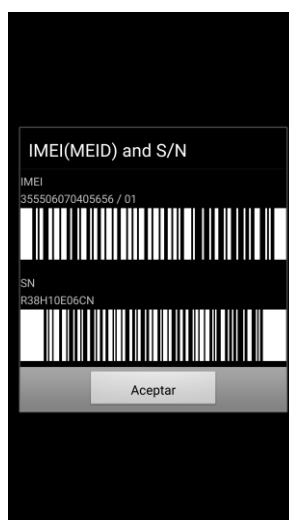 IMEI(MEID) and S/N
IMEI
355506070405656 / 01
SN
R38H10E06CN
Aceptar